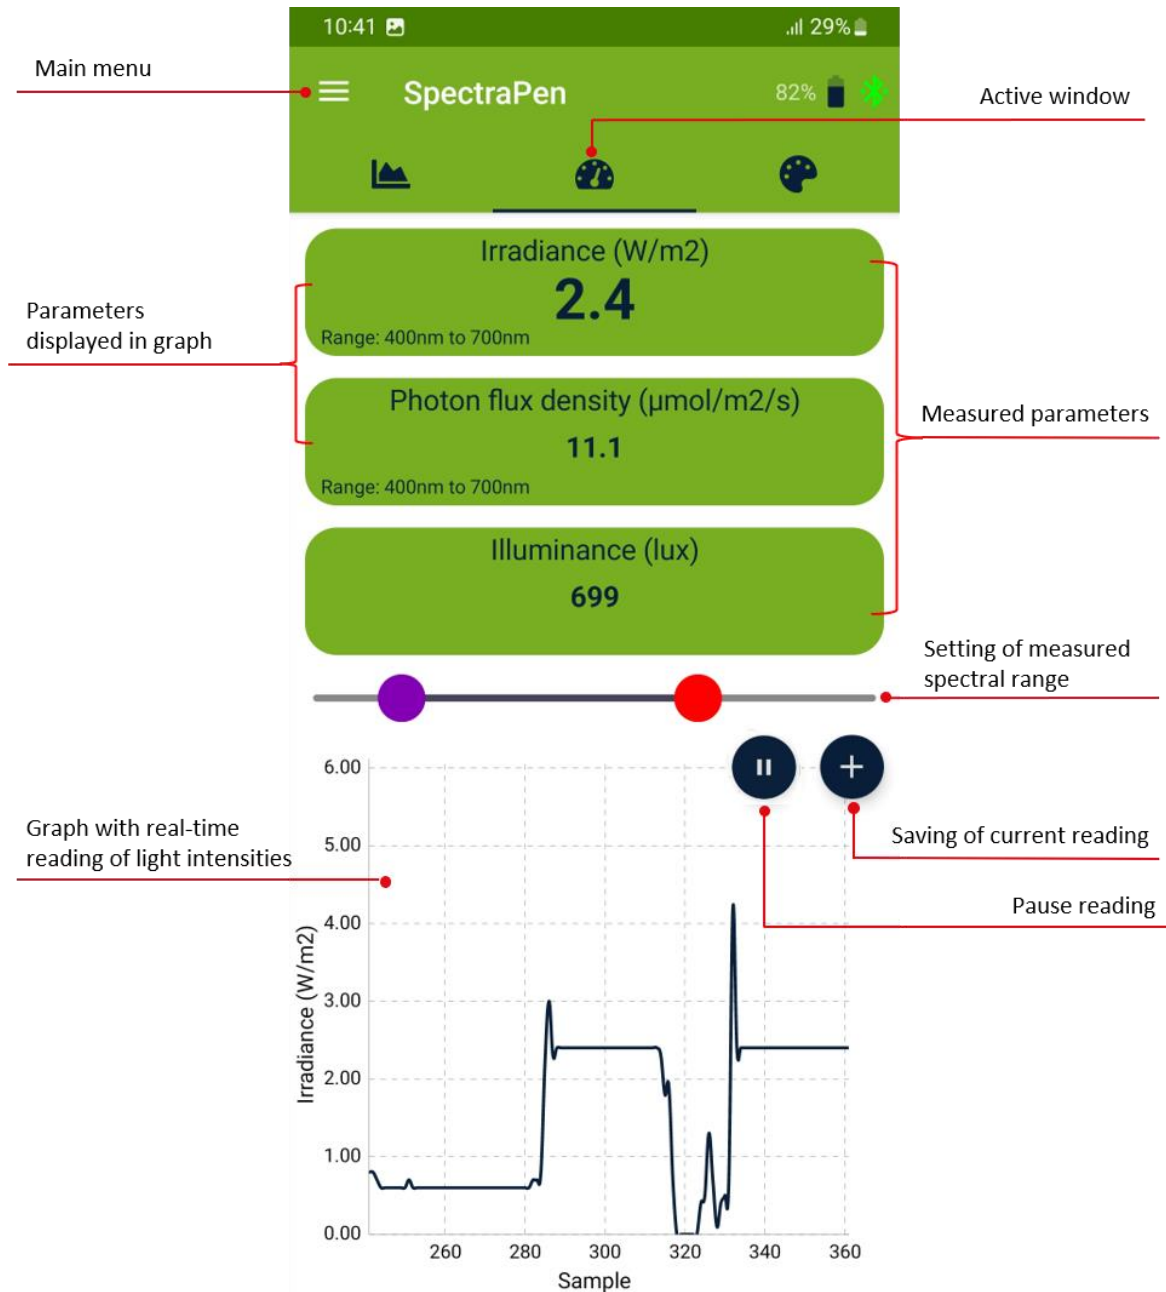 10:41
29%
Main menu
SpectraPen
82%
Active window
Irradiance (W/m2)
2.4
Range: 400nm to 700nm
Parameters
displayed in graph
Photon flux density (μmol/m2/s)
11.1
Range: 400nm to 700nm
Measured parameters
Illuminance (lux)
699
Setting of measured
spectral range
Graph with real-time
reading of light intensities
Saving of current reading
Pause reading
6.00
5.00
4.00
3.00
2.00
1.00
0.00
Irradiance (W/m2)
260 280 300 320 340 360
Sample